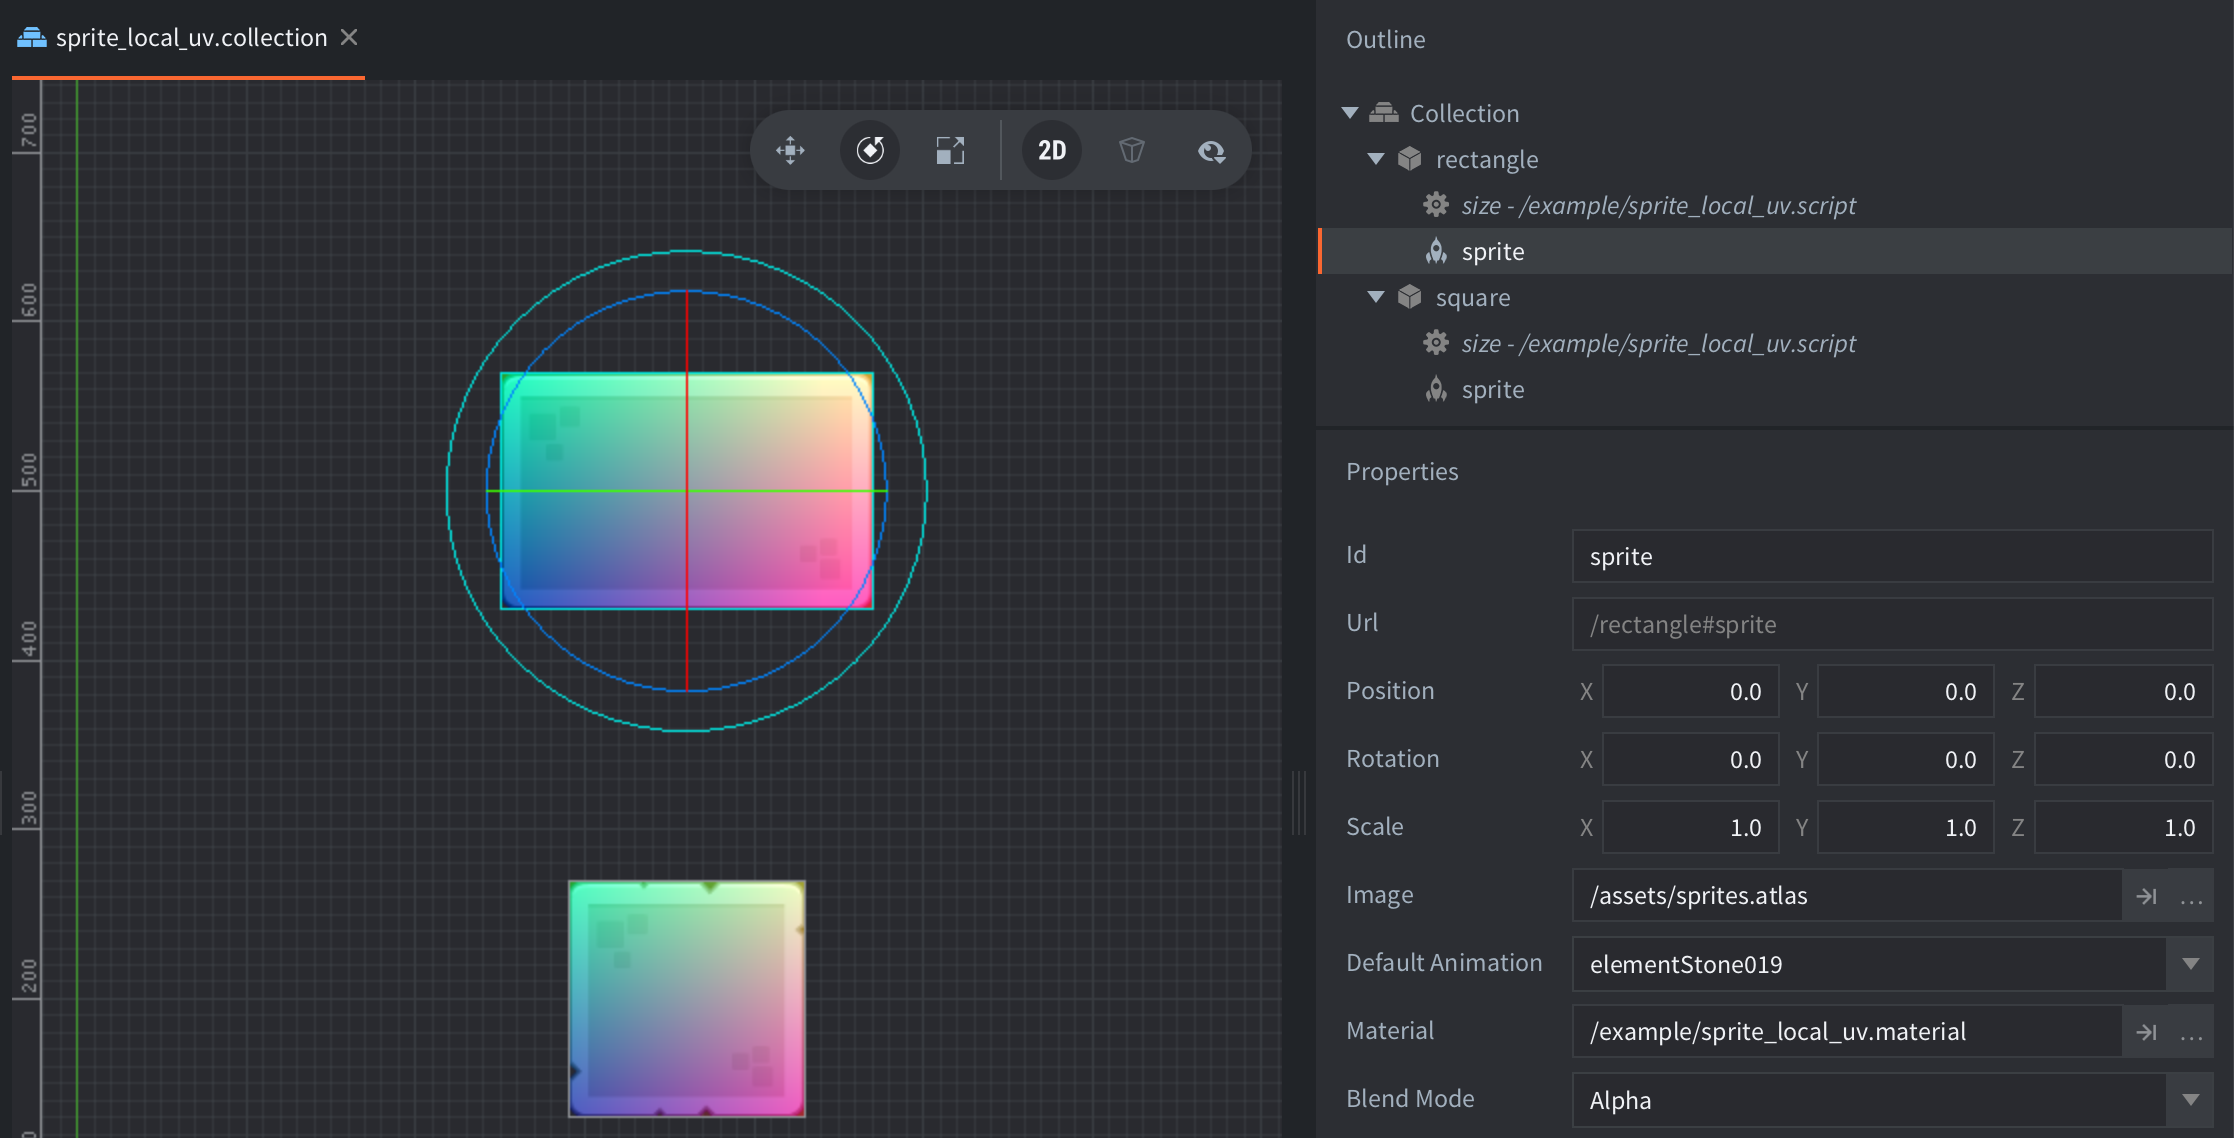 sprite_local_uv.collection
700
600
500
400
300
200
2D
Outline
Collection
rectangle
size - /example/sprite_local_uv.script
sprite
square
size - /example/sprite_local_uv.script
sprite
Properties
Id sprite
Url /rectangle#sprite
Position X 0.0 Y 0.0 Z 0.0
Rotation X 0.0 Y 0.0 Z 0.0
Scale X 1.0 Y 1.0 Z 1.0
Image /assets/sprites.atlas ...
Default Animation elementStone019
Material /example/sprite_local_uv.material ...
Blend Mode Alpha